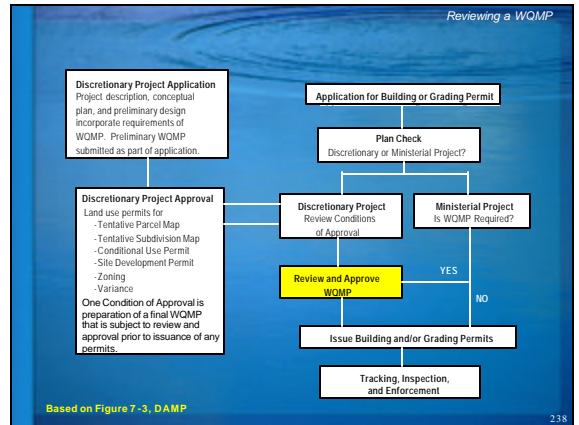 Reviewing a WQMP
Discretionary Project Application
Project description, conceptual
plan, and preliminary design
incorporate requirements of
WQMP. Preliminary WQMP
submitted as part of application.
Discretionary Project Approval
Land use permits for
-Tentative Parcel Map
-Tentative Subdivision Map
-Conditional Use Permit
-Site Development Permit
-Zoning
-Variance
One Condition of Approval is
preparation of a final WQMP
that is subject to review and
approval prior to issuance of any
permits.
Application for Building or Grading Permit
Plan Check
Discretionary or Ministerial Project?
Discretionary Project
Review Conditions
of Approval
Ministerial Project
Is WQMP Required?
Review and Approve
WQMP
YES
NO
Issue Building and/or Grading Permits
Tracking, Inspection,
and Enforcement
Based on Figure 7-3, DAMP
238